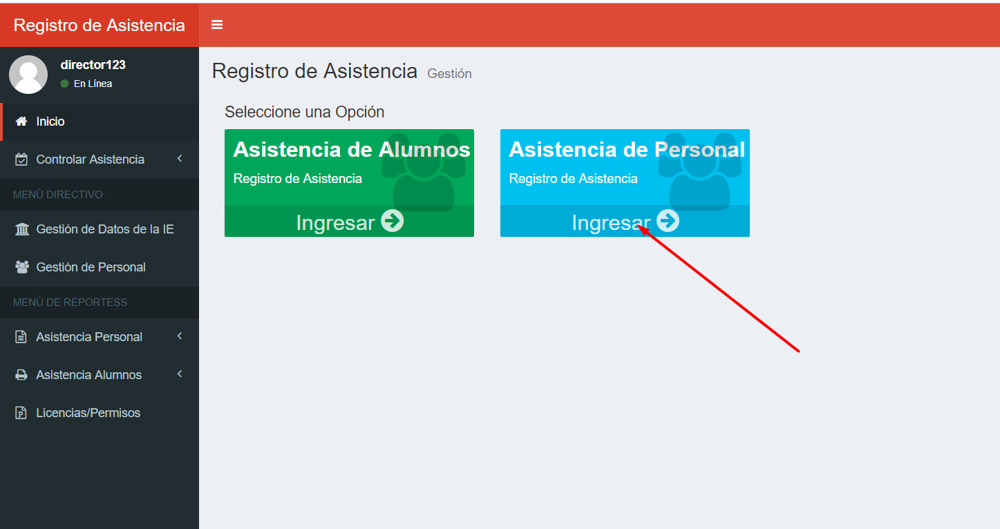 Registro de Asistencia
director123
En Línea
Inicio
Controlar Asistencia
MENÚ DIRECTIVO
Gestión de Datos de la IE
Gestión de Personal
MENÚ DE REPORTESS
Asistencia Personal
Asistencia Alumnos
Licencias/Permisos
Registro de Asistencia Gestión
Seleccione una Opción
Asistencia de Alumnos
Registro de Asistencia
Ingresar
Asistencia de Personal
Registro de Asistencia
Ingresar